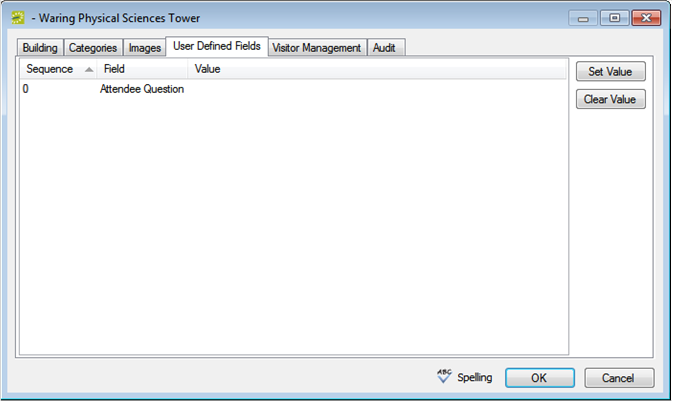 - Waring Physical Sciences Tower
Building Categories Images User Defined Fields Visitor Management Audit
Sequence Field Value Set Value
0 Attendee Question
Clear Value
ABC Spelling OK Cancel